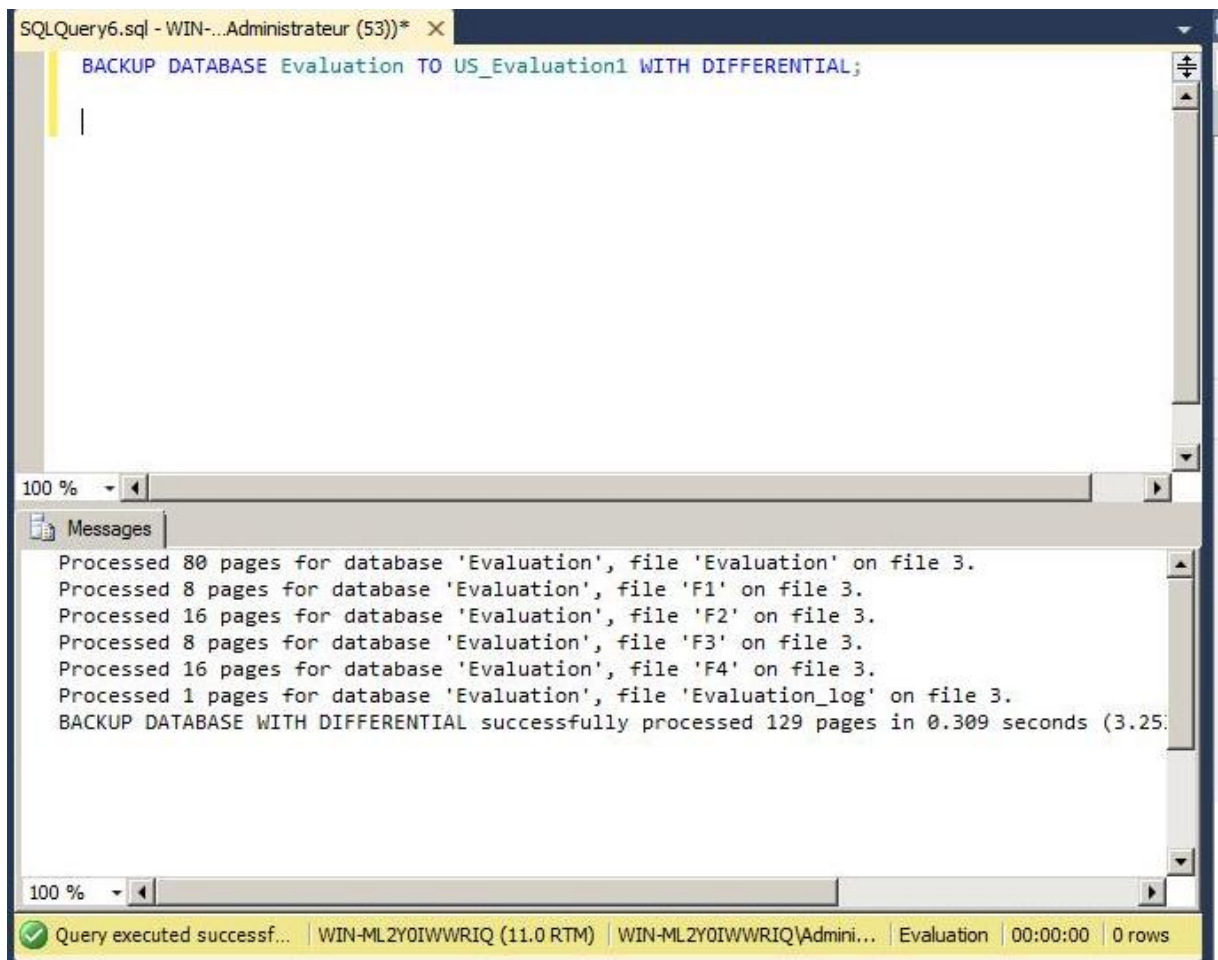 SQLQuery6.sql - WIN-...Administrateur (53))*
BACKUP DATABASE Evaluation TO US_Evaluation1 WITH DIFFERENTIAL;
100 %
Messages
Processed 80 pages for database 'Evaluation', file 'Evaluation' on file 3.
Processed 8 pages for database 'Evaluation', file 'F1' on file 3.
Processed 16 pages for database 'Evaluation', file 'F2' on file 3.
Processed 8 pages for database 'Evaluation', file 'F3' on file 3.
Processed 16 pages for database 'Evaluation', file 'F4' on file 3.
Processed 1 pages for database 'Evaluation', file 'Evaluation_log' on file 3.
BACKUP DATABASE WITH DIFFERENTIAL successfully processed 129 pages in 0.309 seconds (3.25
100 %
Query executed successf... WIN-ML2Y0IWWRIQ (11.0 RTM) WIN-ML2Y0IWWRIQ\Admini... Evaluation 00:00:00 0 rows